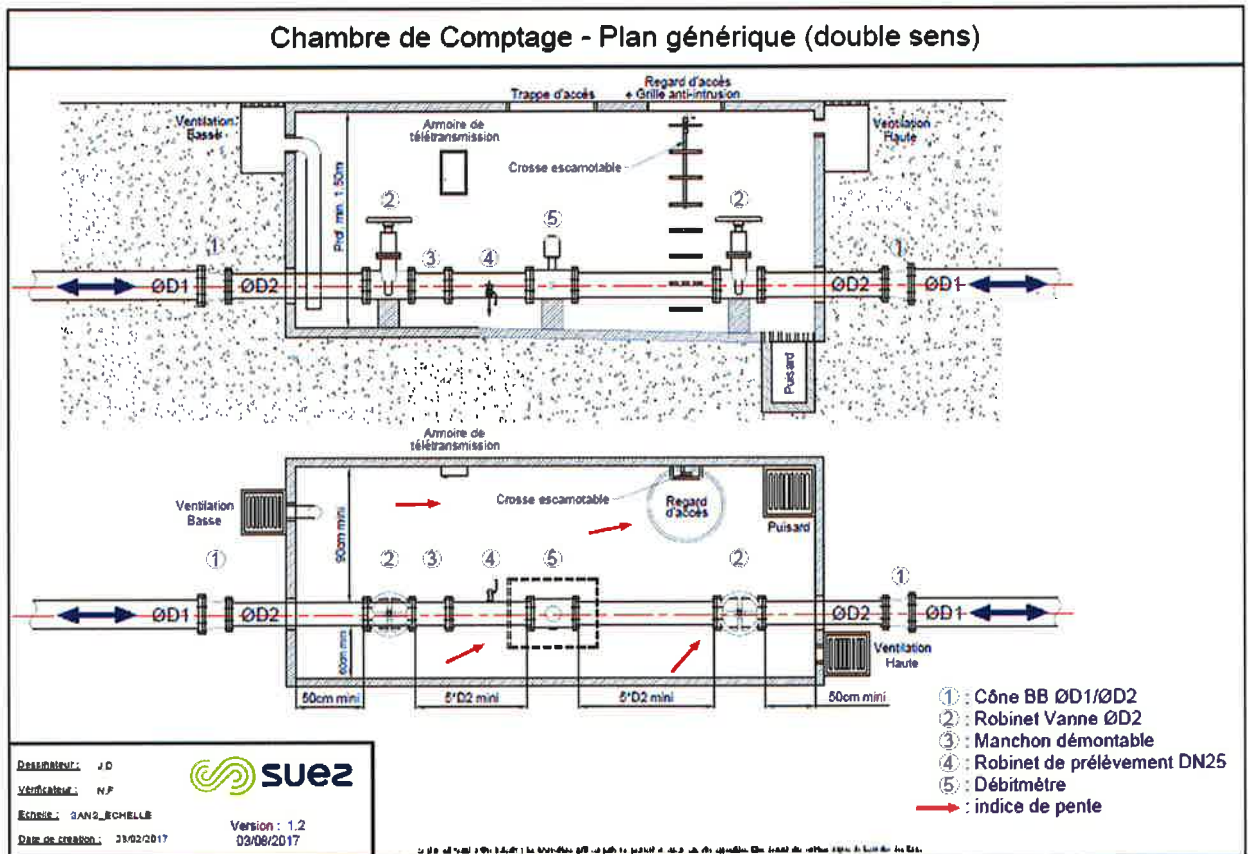 Chambre de Comptage - Plan générique (double sens)
Trappe d'accès
Regard d'accès
+ Grille anti-intrusion
Ventilation
Basse
Armoire de
télétransmission
Ventilation
Haute
Crosse escamotable
Prof. min. 1,50m
2
5
2
1
3
4
1
ØD1
ØD2
ØD2
ØD1
Puisard
Armoire de
télétransmission
Ventilation
Basse
Crosse escamotable
Regard
d'accès
Puisard
90cm mini
1
2
3
4
5
2
1
ØD1
ØD2
ØD2
ØD1
60cm mini
Ventilation
Haute
50cm mini
5*D2 mini
5*D2 mini
50cm mini
1 : Cône BB ØD1/ØD2
2 : Robinet Vanne ØD2
3 : Manchon démontable
4 : Robinet de prélèvement DN25
5 : Débitmètre
: indice de pente
Dessinateur : J.D
Vérificateur : N.P
Echelle : SANS_ECHELLE
Date de création : 23/02/2017
suez
Version : 1.2
03/08/2017